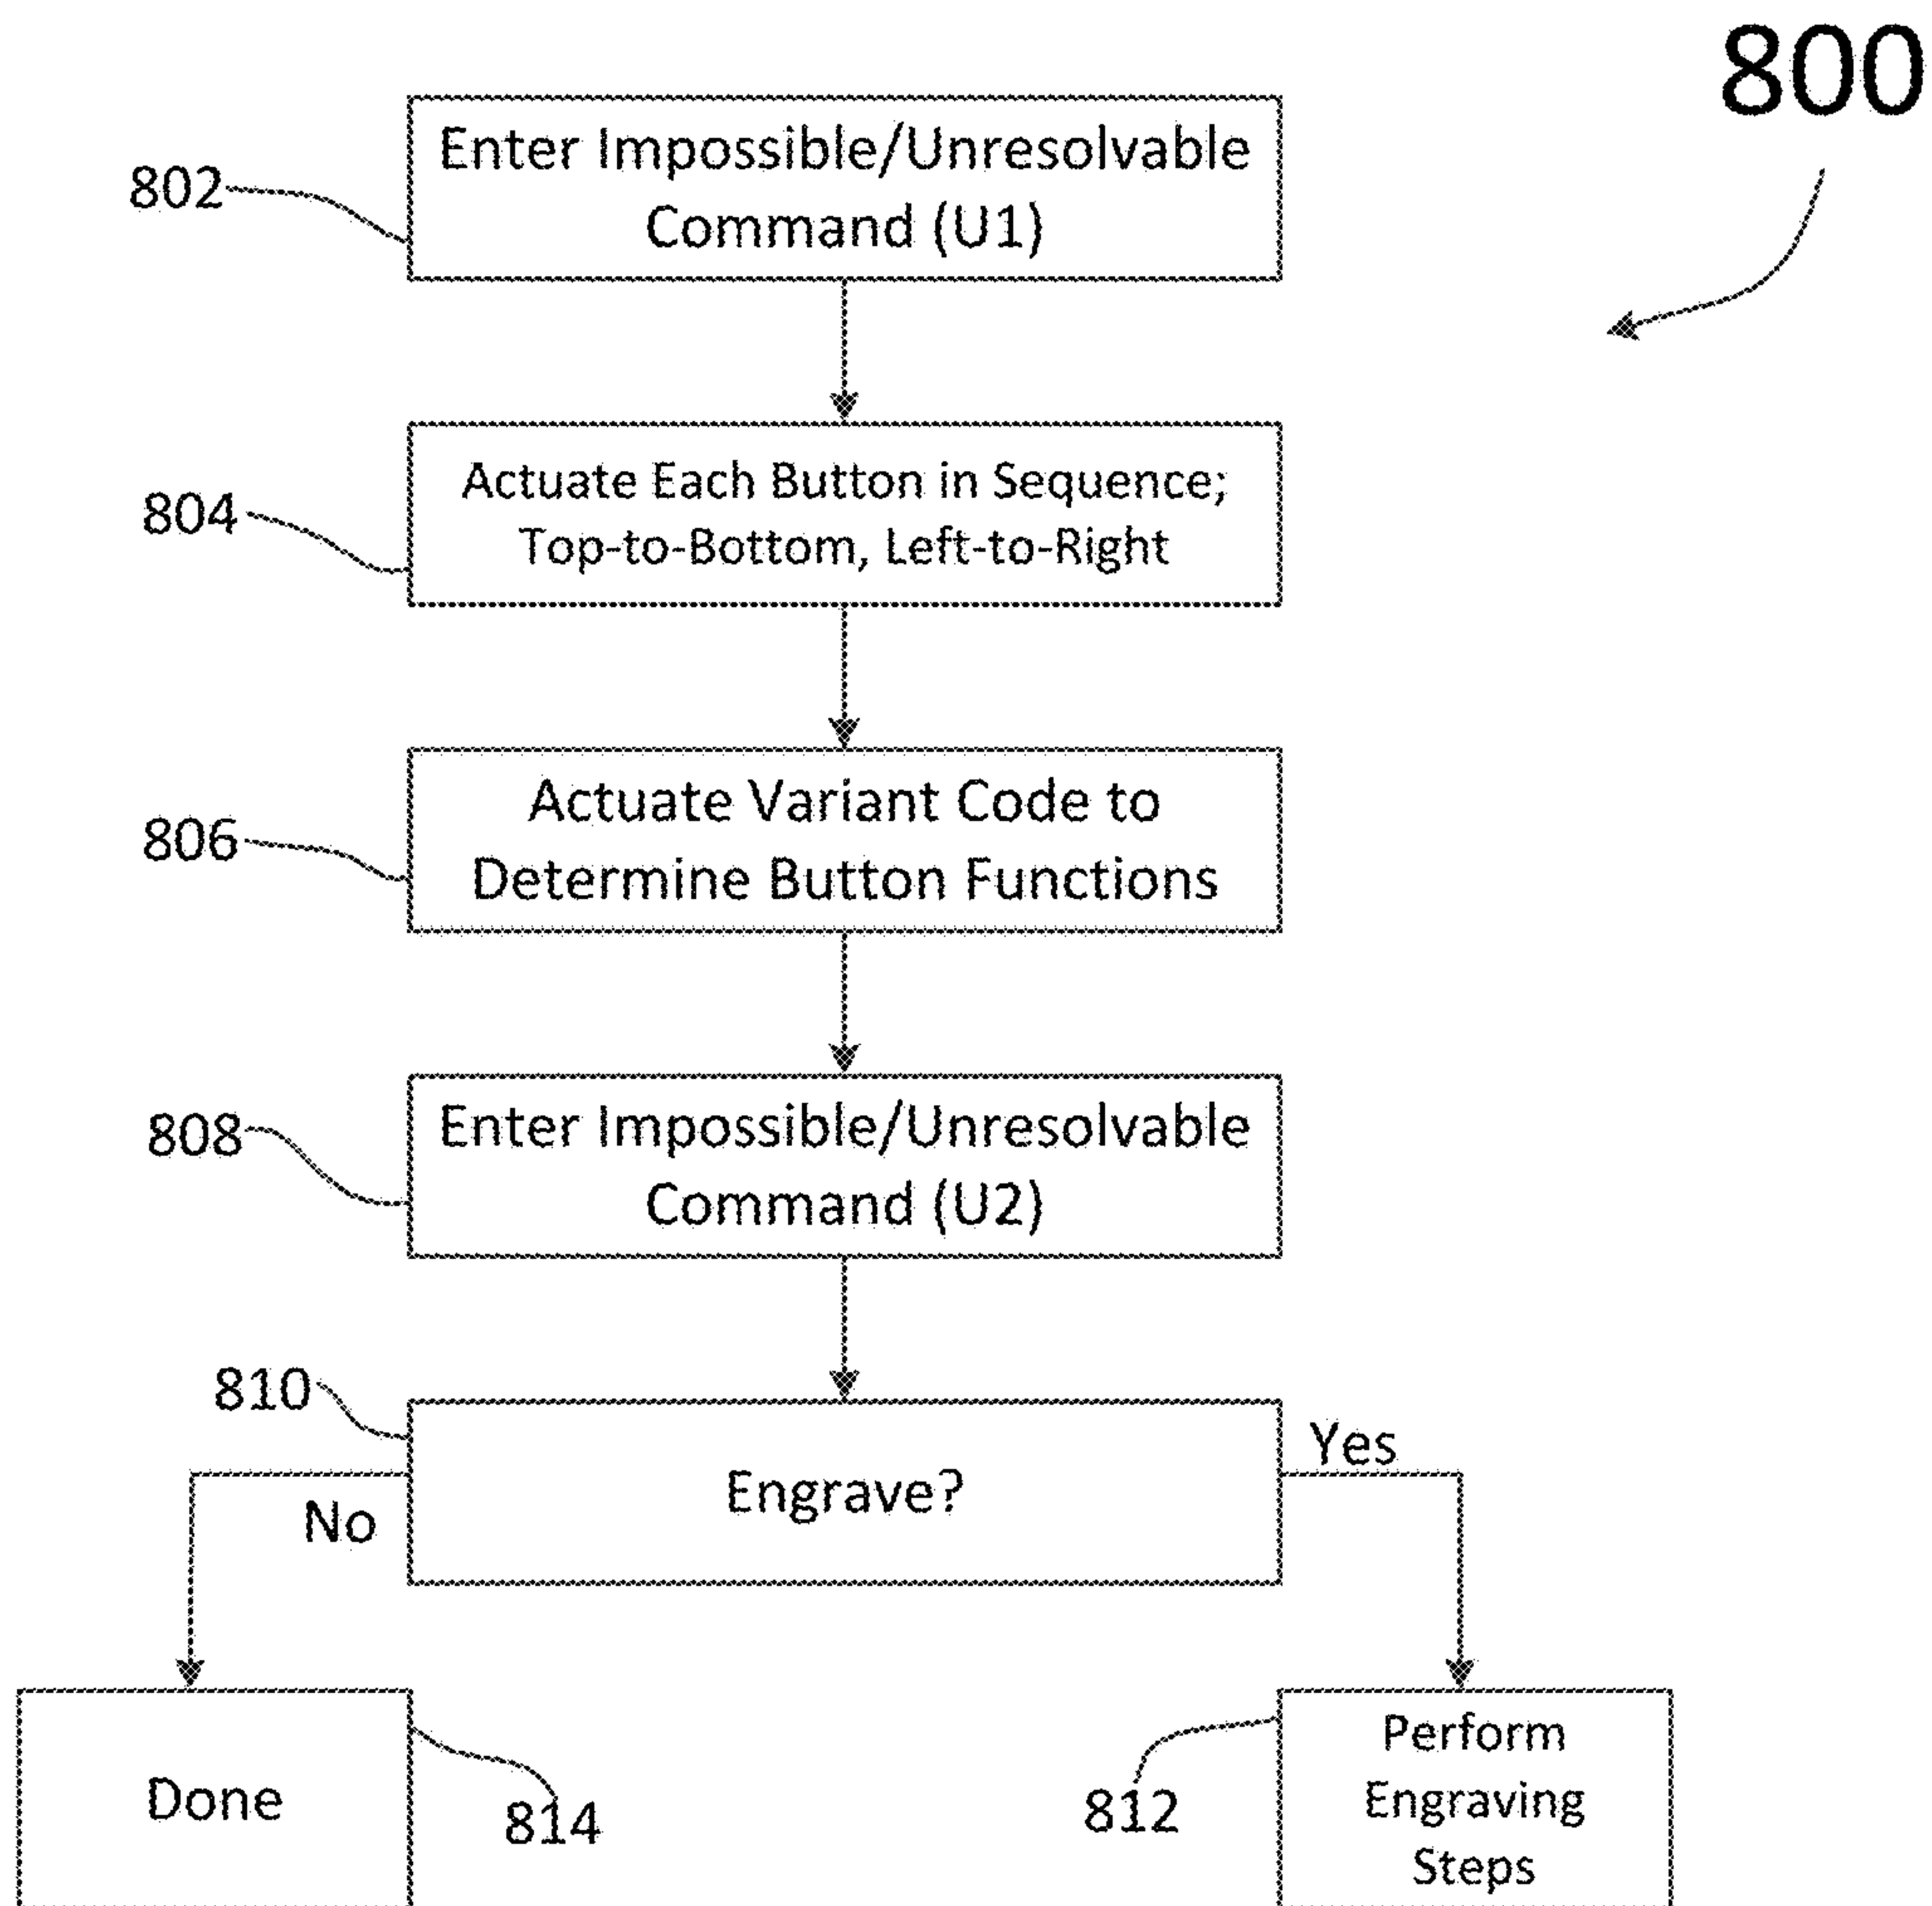 800
802
Enter Impossible/Unresolvable
Command (U1)
804
Actuate Each Button in Sequence;
Top-to-Bottom, Left-to-Right
806
Actuate Variant Code to
Determine Button Functions
808
Enter Impossible/Unresolvable
Command (U2)
810
Engrave?
Yes
No
Done
814
812
Perform
Engraving
Steps